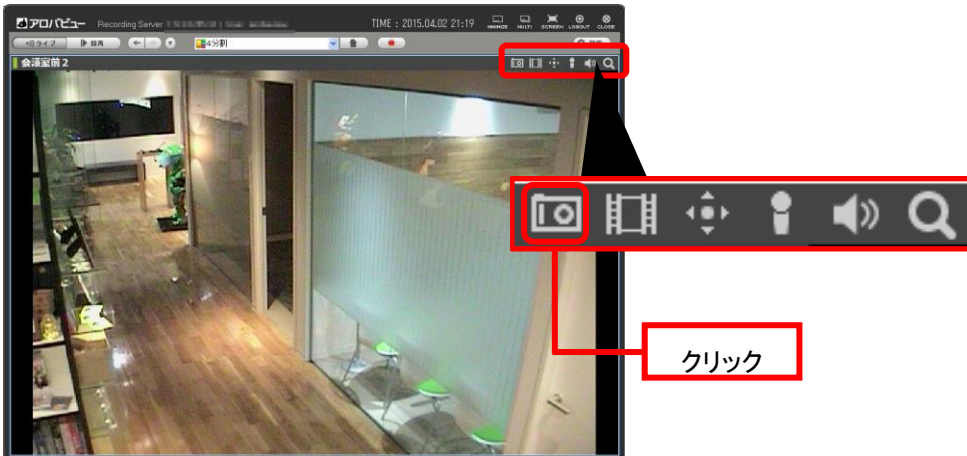 アロバビュー Recording Server TIME : 2015.04.02 21:19 MINIMIZE MULTI SCREEN LOGOUT CLOSE
ライブ 録画 4分割
会議室前2
クリック